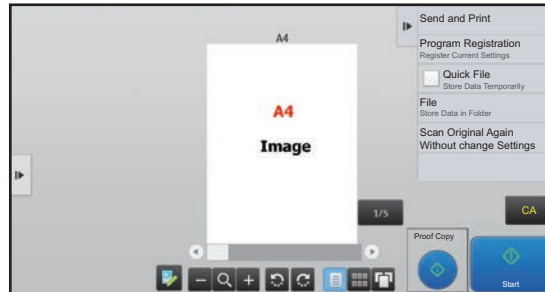 A4
A4
Image
1/5
Send and Print
Program Registration
Register Current Settings
Quick File
Store Data Temporarily
File
Store Data in Folder
Scan Original Again
Without change Settings
CA
Proof Copy
Start